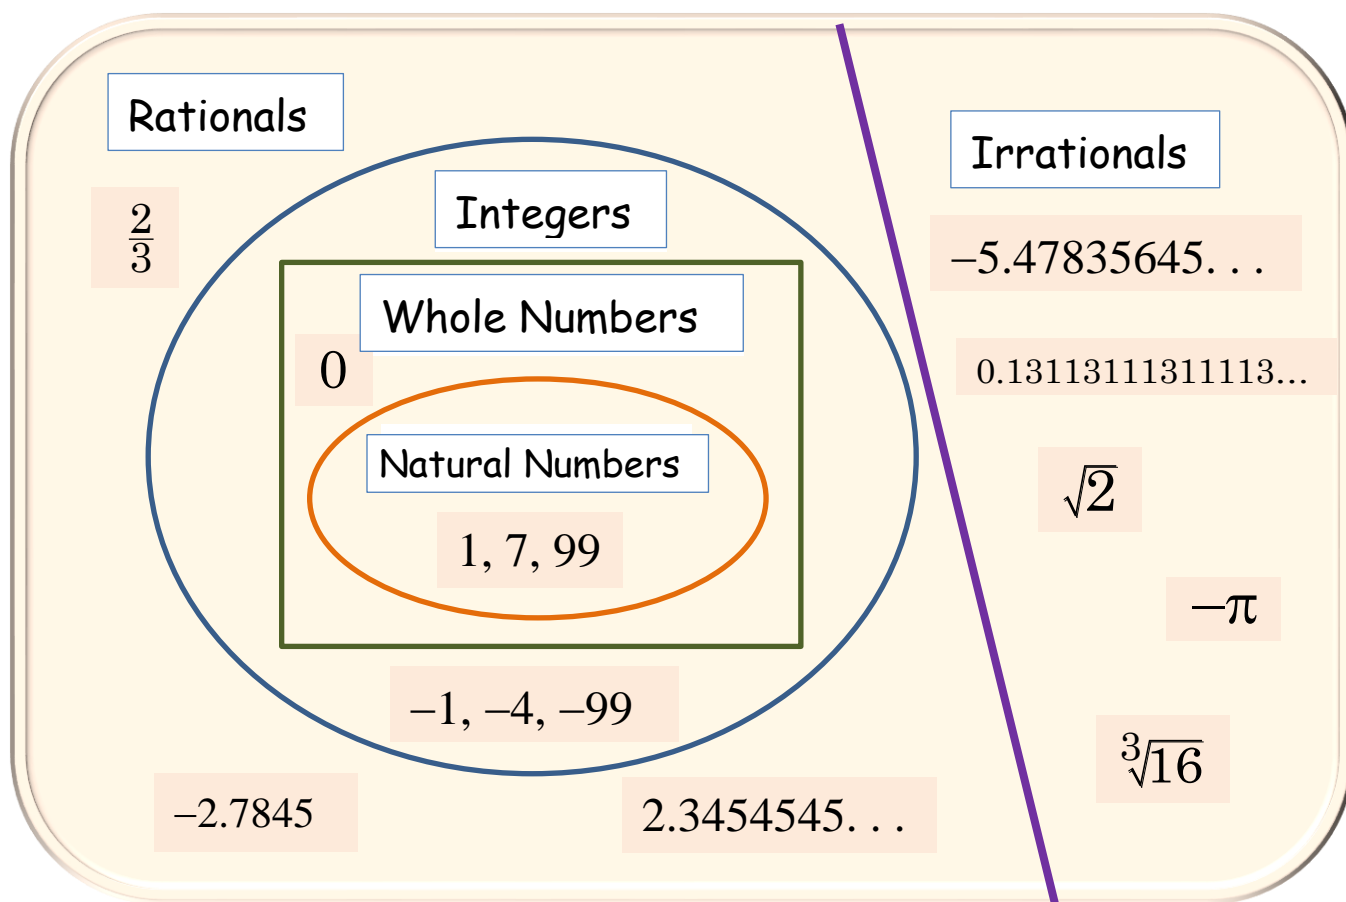 Rationals
Irrationals
2/3
Integers
−5.47835645. . .
Whole Numbers
0
0.13113111311113...
Natural Numbers
√2
1, 7, 99
−π
−1, −4, −99
∛16
−2.7845
2.3454545. . .